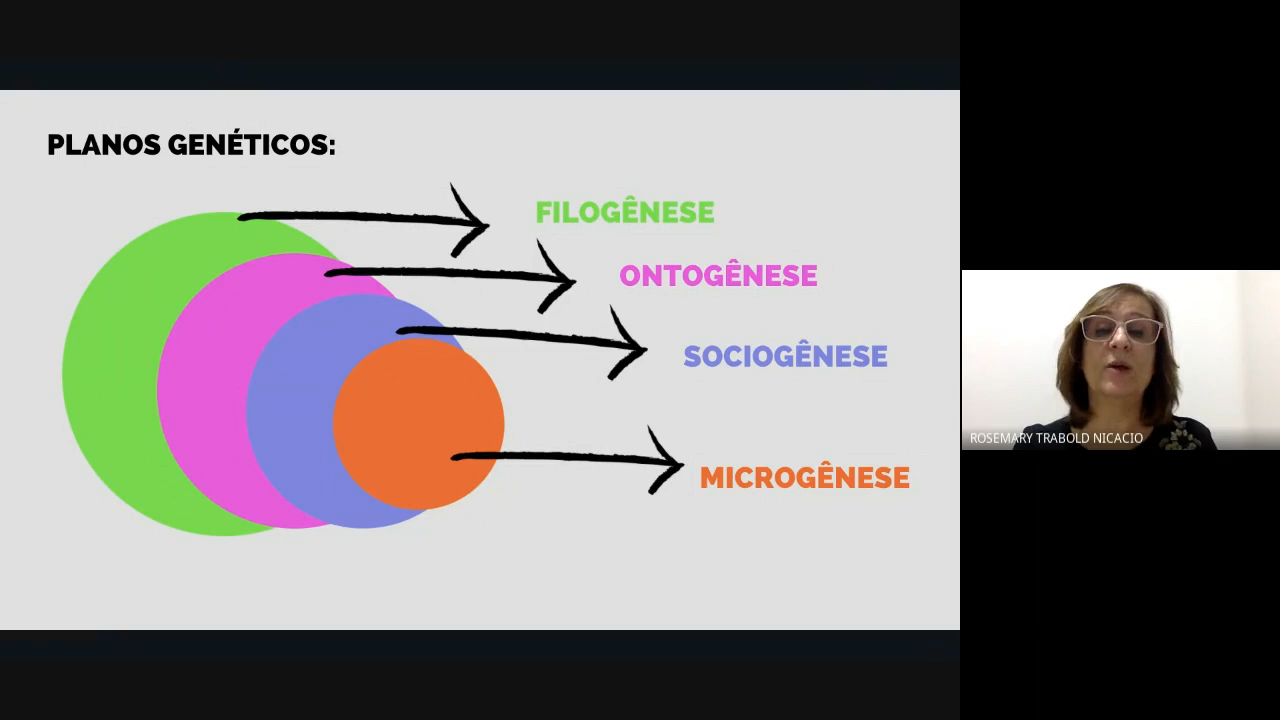 PLANOS GENÉTICOS:
FILOGÊNESE
ONTOGÊNESE
SOCIOGÊNESE
MICROGÊNESE
ROSEMARY TRABOLD NICACIO